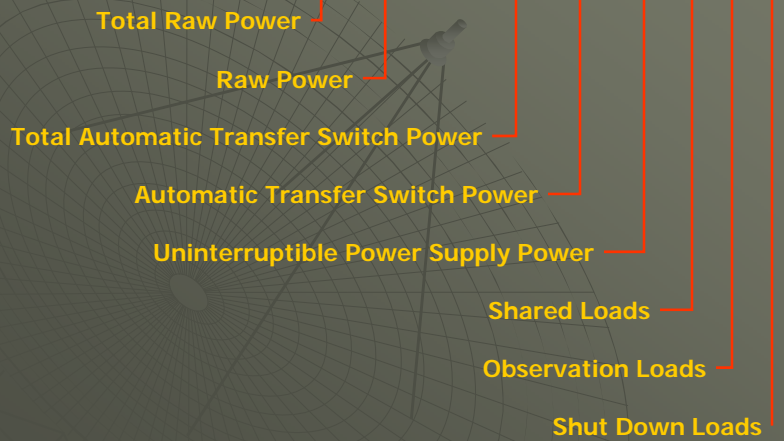 Total Raw Power
Raw Power
Total Automatic Transfer Switch Power
Automatic Transfer Switch Power
Uninterruptible Power Supply Power
Shared Loads
Observation Loads
Shut Down Loads